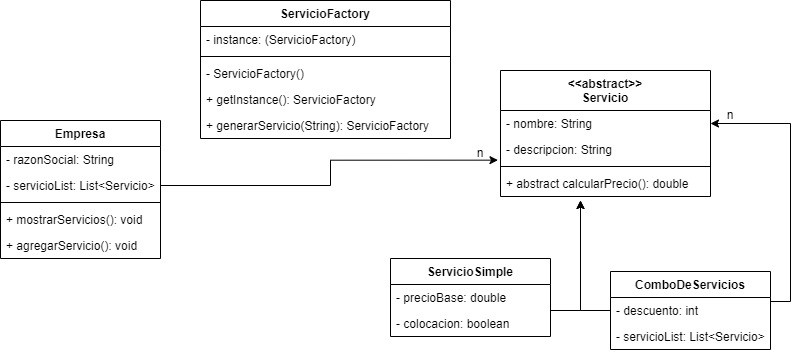 ServicioFactory
- instance: (ServicioFactory)
- ServicioFactory()
+ getInstance(): ServicioFactory
+ generarServicio(String): ServicioFactory
<<abstract>>
Servicio
- nombre: String
- descripcion: String
+ abstract calcularPrecio(): double
n
n
Empresa
- razonSocial: String
- servicioList: List<Servicio>
+ mostrarServicios(): void
+ agregarServicio(): void
ServicioSimple
- precioBase: double
- colocacion: boolean
ComboDeServicios
- descuento: int
- servicioList: List<Servicio>